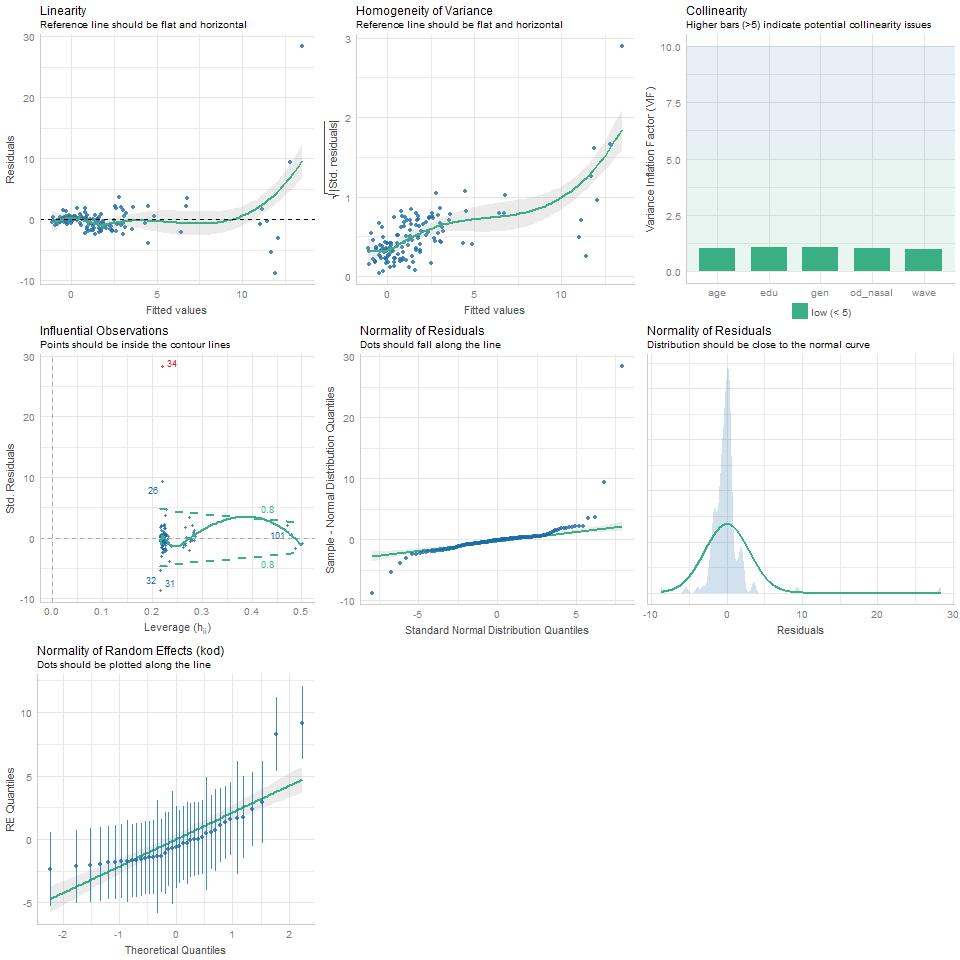 Linearity
Reference line should be flat and horizontal
Residuals
30
20
10
0
-10
0
5
10
Fitted values
Homogeneity of Variance
Reference line should be flat and horizontal
√|Std. residuals|
3
2
1
0
0
5
10
Fitted values
Collinearity
Higher bars (>5) indicate potential collinearity issues
Variance Inflation Factor (VIF)
10.0
7.5
5.0
2.5
0.0
age
edu
gen
od_nasal
wave
low (< 5)
Influential Observations
Points should be inside the contour lines
Std. Residuals
30
20
10
0
-10
34
26
0.8
101
0.8
32
31
0.0
0.1
0.2
0.3
0.4
0.5
Leverage (hii)
Normality of Residuals
Dots should fall along the line
Sample - Normal Distribution Quantiles
30
20
10
0
-10
-5
0
5
Standard Normal Distribution Quantiles
Normality of Residuals
Distribution should be close to the normal curve
-10
0
10
20
30
Residuals
Normality of Random Effects (kod)
Dots should be plotted along the line
RE Quantiles
10
5
0
-5
-2
-1
0
1
2
Theoretical Quantiles